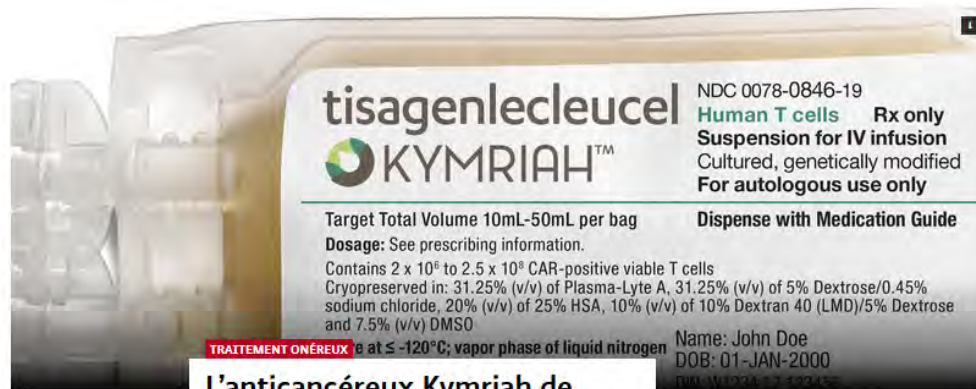 tisagenlecleucel
KYMRIAH™
NDC 0078-0846-19
Human T cells Rx only
Suspension for IV infusion
Cultured, genetically modified
For autologous use only
Target Total Volume 10mL-50mL per bag
Dispense with Medication Guide
Dosage: See prescribing information.
Contains 2 x 10⁶ to 2.5 x 10⁸ CAR-positive viable T cells
Cryopreserved in: 31.25% (v/v) of Plasma-Lyte A, 31.25% (v/v) of 5% Dextrose/0.45%
sodium chloride, 20% (v/v) of 25% HSA, 10% (v/v) of 10% Dextran 40 (LMD)/5% Dextrose
and 7.5% (v/v) DMSO
at ≤ -120°C; vapor phase of liquid nitrogen
Name: John Doe
DOB: 01-JAN-2000
TRAITEMENT ONÉREUX
L'anticancéreux Kymriah de